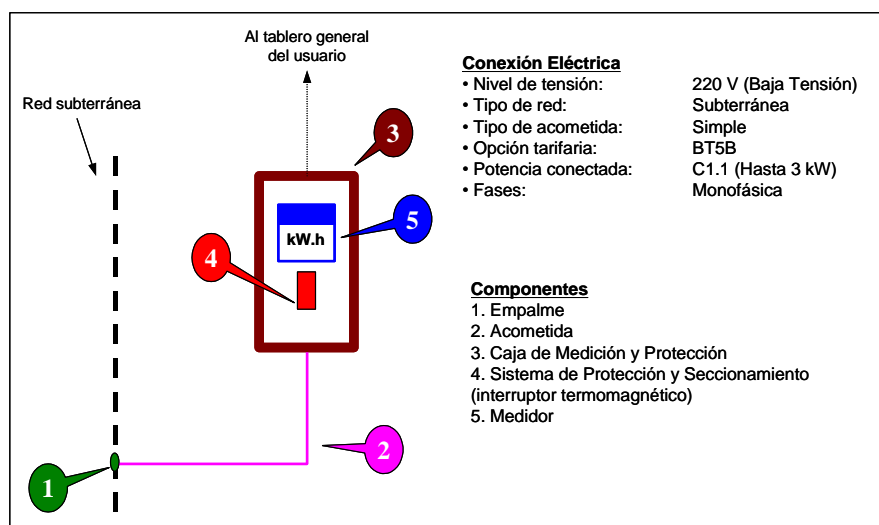 Al tablero general
del usuario
Red subterránea
3
kW.h
5
4
2
1
Conexión Eléctrica
• Nivel de tensión: 220 V (Baja Tensión)
• Tipo de red: Subterránea
• Tipo de acometida: Simple
• Opción tarifaria: BT5B
• Potencia conectada: C1.1 (Hasta 3 kW)
• Fases: Monofásica
Componentes
1. Empalme
2. Acometida
3. Caja de Medición y Protección
4. Sistema de Protección y Seccionamiento
(interruptor termomagnético)
5. Medidor